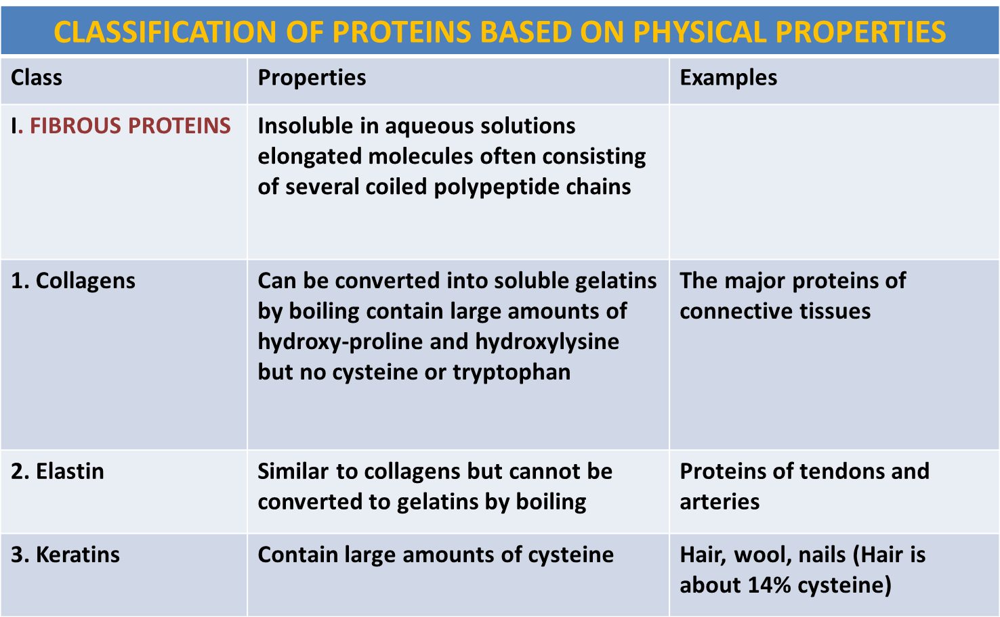 CLASSIFICATION OF PROTEINS BASED ON PHYSICAL PROPERTIES
Class
Properties
Examples
I. FIBROUS PROTEINS
Insoluble in aqueous solutions
elongated molecules often consisting
of several coiled polypeptide chains
1. Collagens
Can be converted into soluble gelatins
by boiling contain large amounts of
hydroxy-proline and hydroxylysine
but no cysteine or tryptophan
The major proteins of
connective tissues
2. Elastin
Similar to collagens but cannot be
converted to gelatins by boiling
Proteins of tendons and
arteries
3. Keratins
Contain large amounts of cysteine
Hair, wool, nails (Hair is
about 14% cysteine)